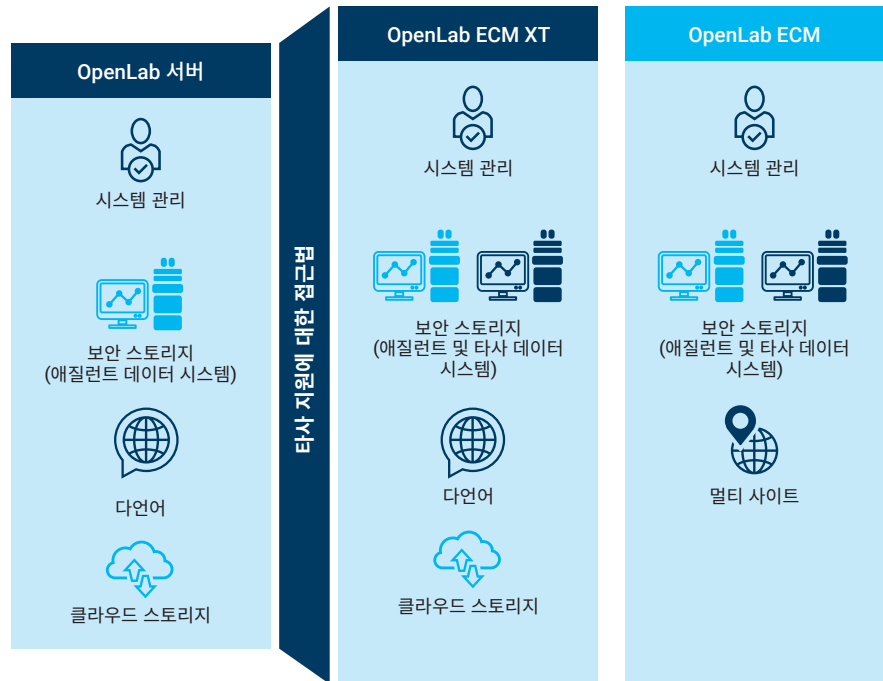 OpenLab 서버
시스템 관리
보안 스토리지
(애질런트 데이터 시스템)
다언어
클라우드 스토리지
타사 지원에 대한 접근법
OpenLab ECM XT
시스템 관리
보안 스토리지
(애질런트 및 타사 데이터
시스템)
다언어
클라우드 스토리지
OpenLab ECM
시스템 관리
보안 스토리지
(애질런트 및 타사 데이터
시스템)
멀티 사이트